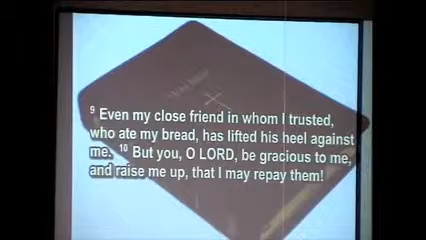 ⁹ Even my close friend in whom I trusted,
who ate my bread, has lifted his heel against
me. ¹⁰ But you, O LORD, be gracious to me,
and raise me up, that I may repay them!